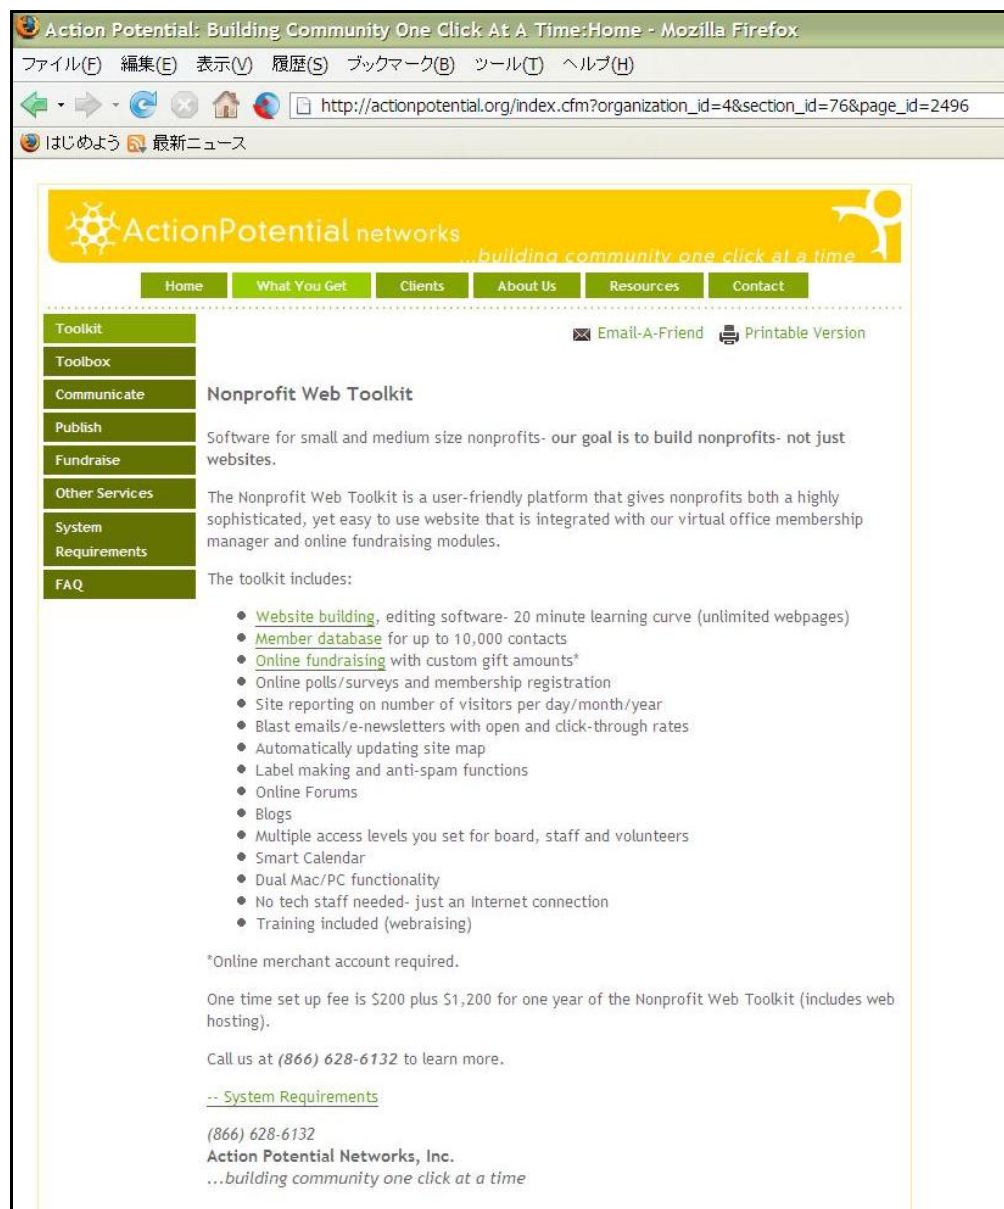 Action Potential: Building Community One Click At A Time:Home - Mozilla Firefox
ファイル(F) 編集(E) 表示(V) 履歴(S) ブックマーク(B) ツール(T) ヘルプ(H)
http://actionpotential.org/index.cfm?organization_id=4&section_id=76&page_id=2496
はじめよう 最新ニュース
ActionPotential networks
...building community one click at a time
Home What You Get Clients About Us Resources Contact
Toolkit
Toolbox
Communicate
Publish
Fundraise
Other Services
System
Requirements
FAQ
Email-A-Friend Printable Version
Nonprofit Web Toolkit
Software for small and medium size nonprofits- our goal is to build nonprofits- not just
websites.
The Nonprofit Web Toolkit is a user-friendly platform that gives nonprofits both a highly
sophisticated, yet easy to use website that is integrated with our virtual office membership
manager and online fundraising modules.
The toolkit includes:
● Website building, editing software- 20 minute learning curve (unlimited webpages)
● Member database for up to 10,000 contacts
● Online fundraising with custom gift amounts*
● Online polls/surveys and membership registration
● Site reporting on number of visitors per day/month/year
● Blast emails/e-newsletters with open and click-through rates
● Automatically updating site map
● Label making and anti-spam functions
● Online Forums
● Blogs
● Multiple access levels you set for board, staff and volunteers
● Smart Calendar
● Dual Mac/PC functionality
● No tech staff needed- just an Internet connection
● Training included (webraising)
*Online merchant account required.
One time set up fee is $200 plus $1,200 for one year of the Nonprofit Web Toolkit (includes web
hosting).
Call us at (866) 628-6132 to learn more.
-- System Requirements
(866) 628-6132
Action Potential Networks, Inc.
...building community one click at a time